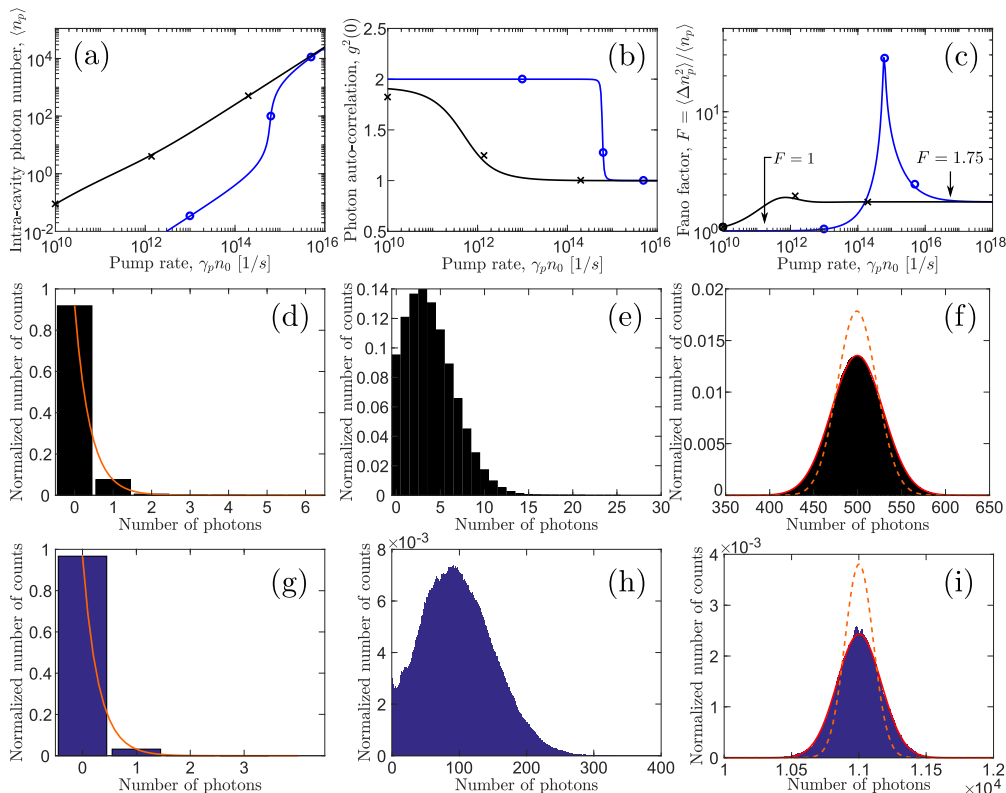 (a)
Intra-cavity photon number, ⟨n_p⟩
10^4
10^2
10^0
10^-2
10^10 10^12 10^14 10^16
Pump rate, γ_p n_0 [1/s]
(b)
Photon auto-correlation, g^2(0)
2.5
2
1.5
1
0.5
10^10 10^12 10^14 10^16
Pump rate, γ_p n_0 [1/s]
(c)
Fano factor, F = ⟨Δn_p^2⟩/⟨n_p⟩
10^1
10^0
F = 1
F = 1.75
10^10 10^12 10^14 10^16 10^18
Pump rate, γ_p n_0 [1/s]
(d)
Normalized number of counts
1
0.8
0.6
0.4
0.2
0
0 1 2 3 4 5 6
Number of photons
(e)
Normalized number of counts
0.14
0.12
0.1
0.08
0.06
0.04
0.02
0
0 5 10 15 20 25 30
Number of photons
(f)
Normalized number of counts
0.02
0.015
0.01
0.005
0
350 400 450 500 550 600 650
Number of photons
(g)
Normalized number of counts
1
0.8
0.6
0.4
0.2
0
0 1 2 3
Number of photons
(h)
×10^-3
Normalized number of counts
8
6
4
2
0
0 100 200 300 400
Number of photons
(i)
×10^-3
Normalized number of counts
4
3
2
1
0
1 1.05 1.1 1.15 1.2
×10^4
Number of photons